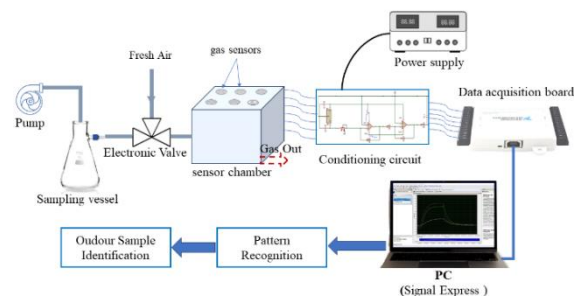 Fresh Air
gas sensors
Power supply
Pump
Electronic Valve
Data acquisition board
Gas Out
sensor chamber
Conditioning circuit
Sampling vessel
Oudour Sample
Identification
Pattern
Recognition
PC
(Signal Express )